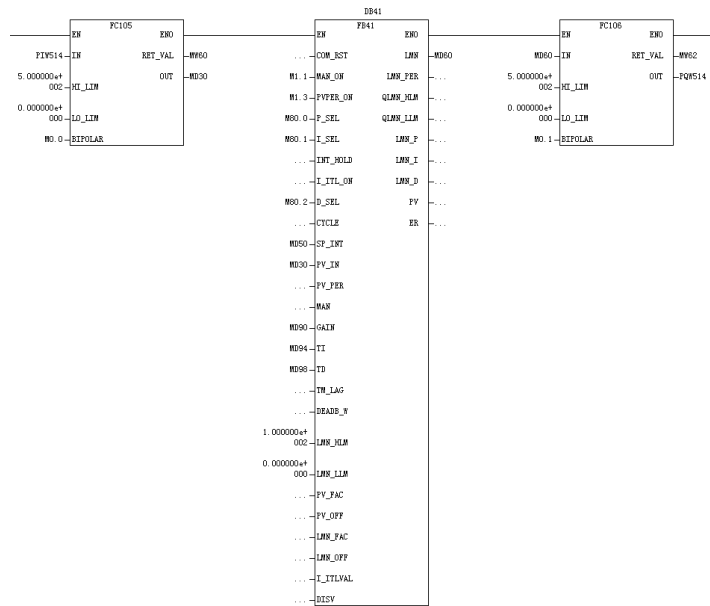 DB41
FC105
FB41
FC106
EN ENO
EN ENO
EN ENO
PIW514 IN RET_VAL MW60
... COM_RST LMN MD60
MD60 IN RET_VAL MW62
5.000000e+
002 HI_LIM OUT MD30
M1.1 MAN_ON LMN_PER ...
5.000000e+
002 HI_LIM OUT PQW514
M1.3 PVPER_ON QLMN_HLM ...
0.000000e+
000 LO_LIM
M80.0 P_SEL QLMN_LLM ...
0.000000e+
000 LO_LIM
M0.0 BIPOLAR
M80.1 I_SEL LMN_P ...
M0.1 BIPOLAR
... INT_HOLD LMN_I ...
... I_ITL_ON LMN_D ...
M80.2 D_SEL PV ...
... CYCLE ER ...
MD50 SP_INT
MD30 PV_IN
... PV_PER
... MAN
MD90 GAIN
MD94 TI
MD98 TD
... TM_LAG
... DEADB_W
1.000000e+
002 LMN_HLM
0.000000e+
000 LMN_LLM
... PV_FAC
... PV_OFF
... LMN_FAC
... LMN_OFF
... I_ITLVAL
... DISV